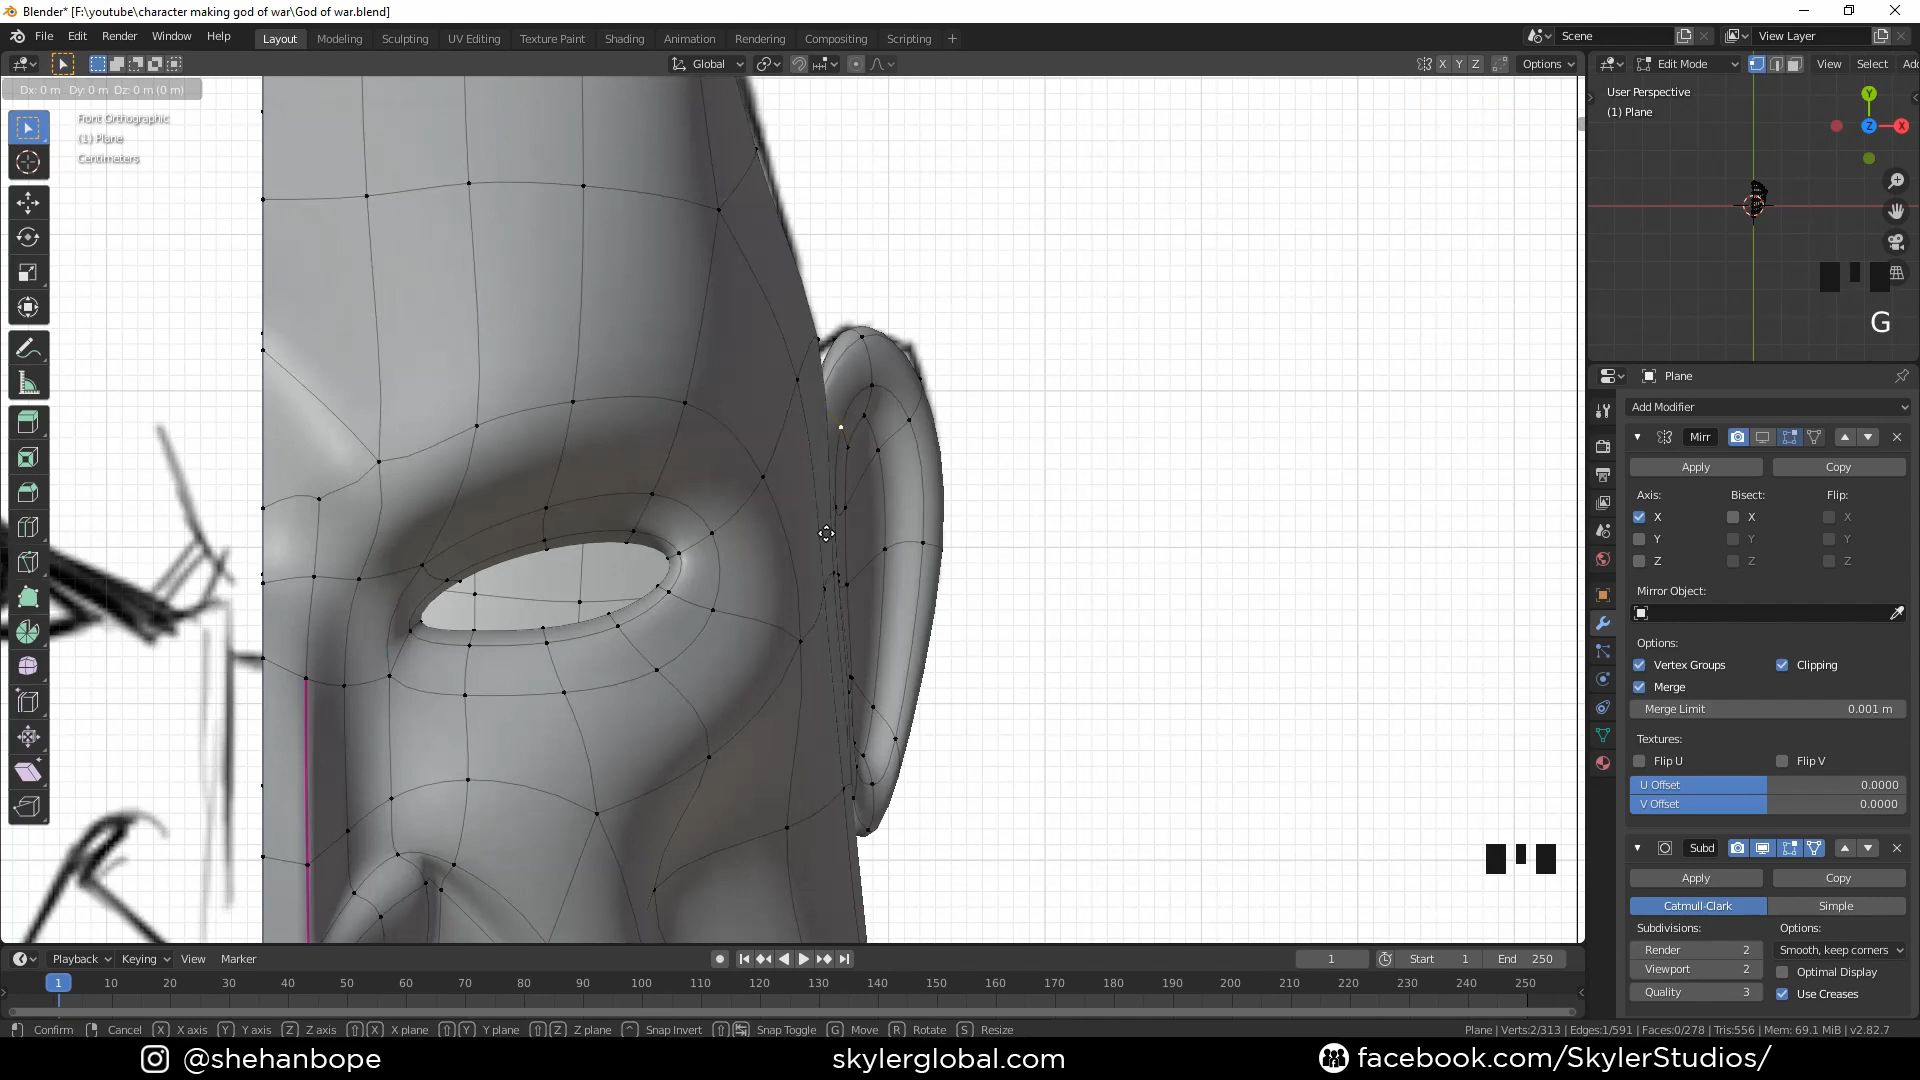 Blender* [F:\youtube\character making god of war\God of war.blend]
File Edit Render Window Help
Layout Modeling Sculpting UV Editing Texture Paint Shading Animation Rendering Compositing Scripting +
Scene
View Layer
Global
X Y Z
Options
Edit Mode
View Select Add
Dx: 0 m Dy: 0 m Dz: 0 m (0 m)
Front Orthographic
(1) Plane
Centimeters
User Perspective
(1) Plane
Y
Z
X
G
Plane
Add Modifier
Mirr
Apply Copy
Axis: Bisect: Flip:
X X X
Y Y Y
Z Z Z
Mirror Object:
Options:
Vertex Groups Clipping
Merge
Merge Limit 0.001 m
Textures:
Flip U Flip V
U Offset 0.0000
V Offset 0.0000
Subd
Apply Copy
Catmull-Clark Simple
Subdivisions: Options:
Render 2 Smooth, keep corners
Viewport 2 Optimal Display
Quality 3 Use Creases
Playback Keying View Marker
1 Start 1 End 250
1 10 20 30 40 50 60 70 80 90 100 110 120 130 140 150 160 170 180 190 200 210 220 230 240 250
Confirm Cancel X X axis Y Y axis Z Z axis X X plane Y Y plane Z Z plane Snap Invert Snap Toggle G Move R Rotate S Resize
Plane | Verts:2/313 | Edges:1/591 | Faces:0/278 | Tris:556 | Mem: 69.1 MiB | v2.82.7
@shehanbope skylerglobal.com facebook.com/SkylerStudios/